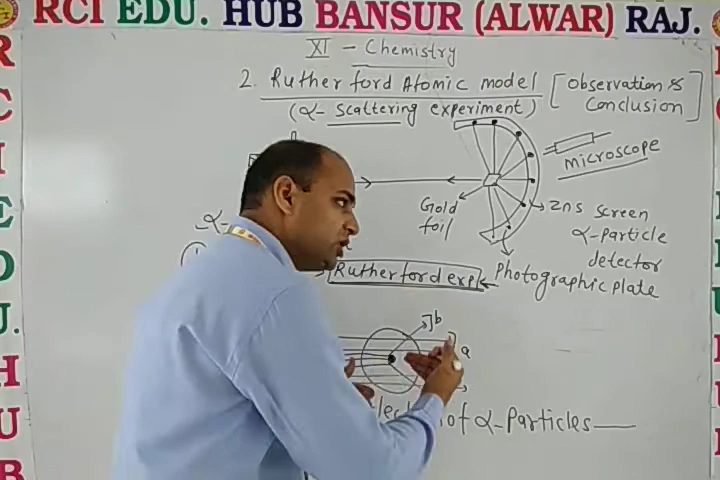 RCI EDU. HUB BANSUR (ALWAR) RAJ.
XI - Chemistry
2. Rutherford Atomic model [Observation & Conclusion]
(α- scattering experiment)
microscope
Gold foil
ZnS screen
α-particle
detector
Photographic plate
Rutherford exp
b
a
of α-Particles
R
C
I
E
D
U.
H
U
B